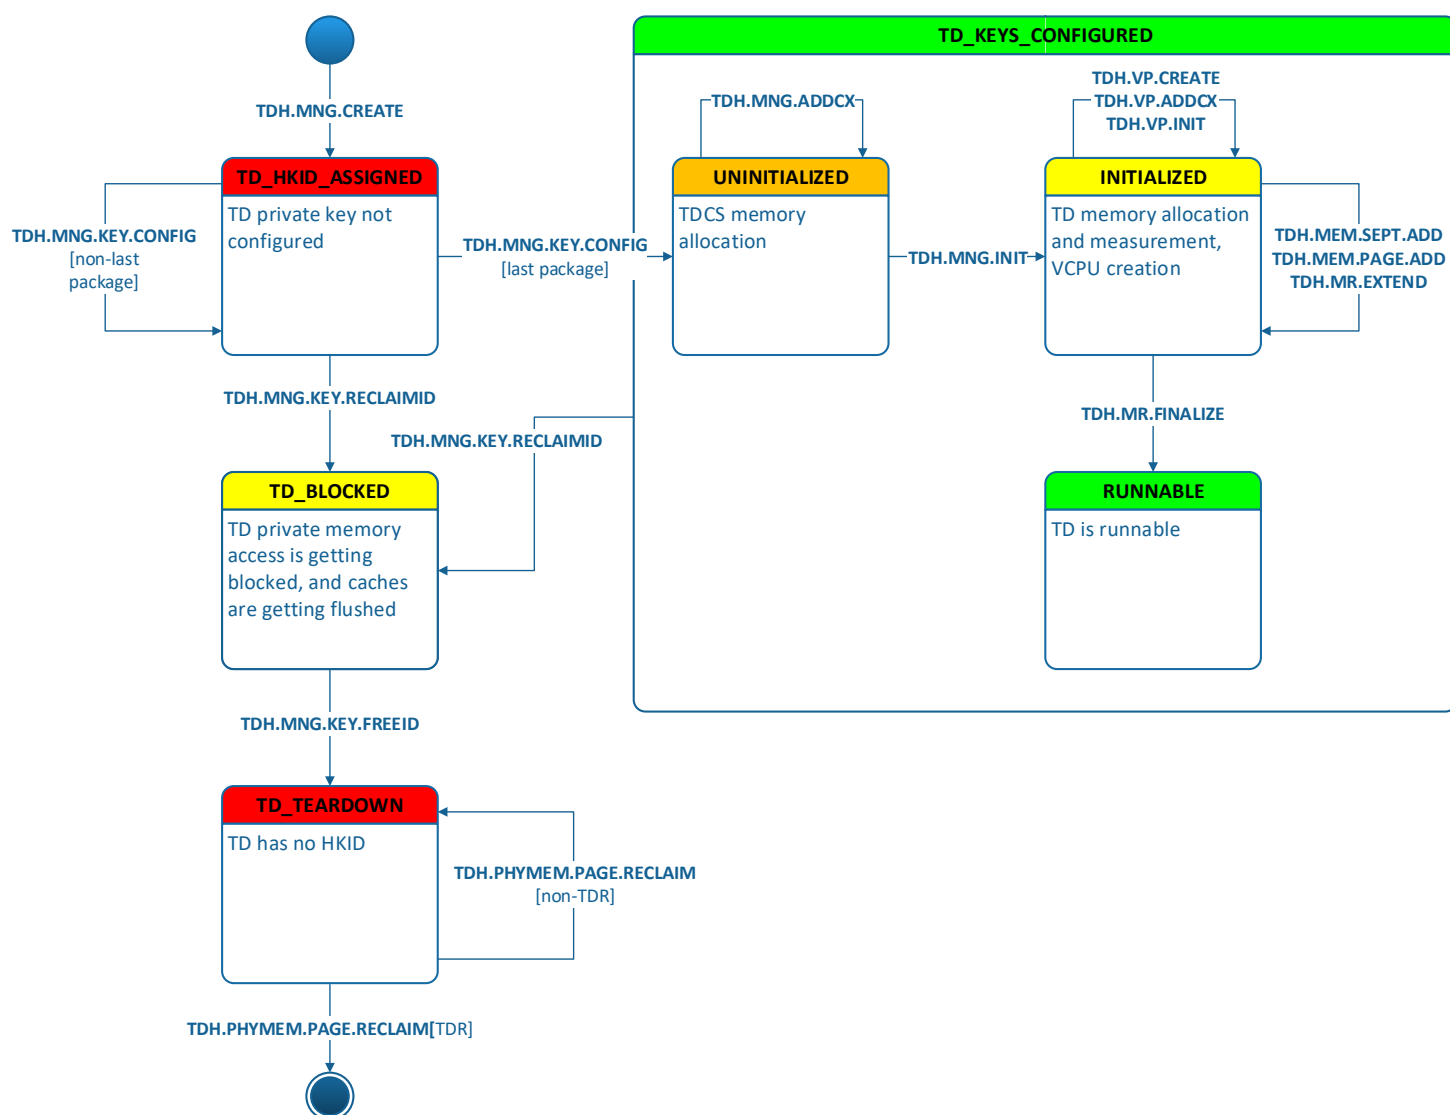 TD_KEYS_CONFIGURED
TDH.MNG.CREATE
TDH.MNG.ADDCX
TDH.VP.CREATE
TDH.VP.ADDCX
TDH.VP.INIT
TD_HKID_ASSIGNED
TD private key not
configured
TDH.MNG.KEY.CONFIG
[non-last
package]
TDH.MNG.KEY.CONFIG
[last package]
UNINITIALIZED
TDCS memory
allocation
TDH.MNG.INIT
INITIALIZED
TD memory allocation
and measurement,
VCPU creation
TDH.MEM.SEPT.ADD
TDH.MEM.PAGE.ADD
TDH.MR.EXTEND
TDH.MNG.KEY.RECLAIMID
TDH.MNG.KEY.RECLAIMID
TDH.MR.FINALIZE
TD_BLOCKED
TD private memory
access is getting
blocked, and caches
are getting flushed
RUNNABLE
TD is runnable
TDH.MNG.KEY.FREEID
TD_TEARDOWN
TD has no HKID
TDH.PHYMEM.PAGE.RECLAIM
[non-TDR]
TDH.PHYMEM.PAGE.RECLAIM[TDR]